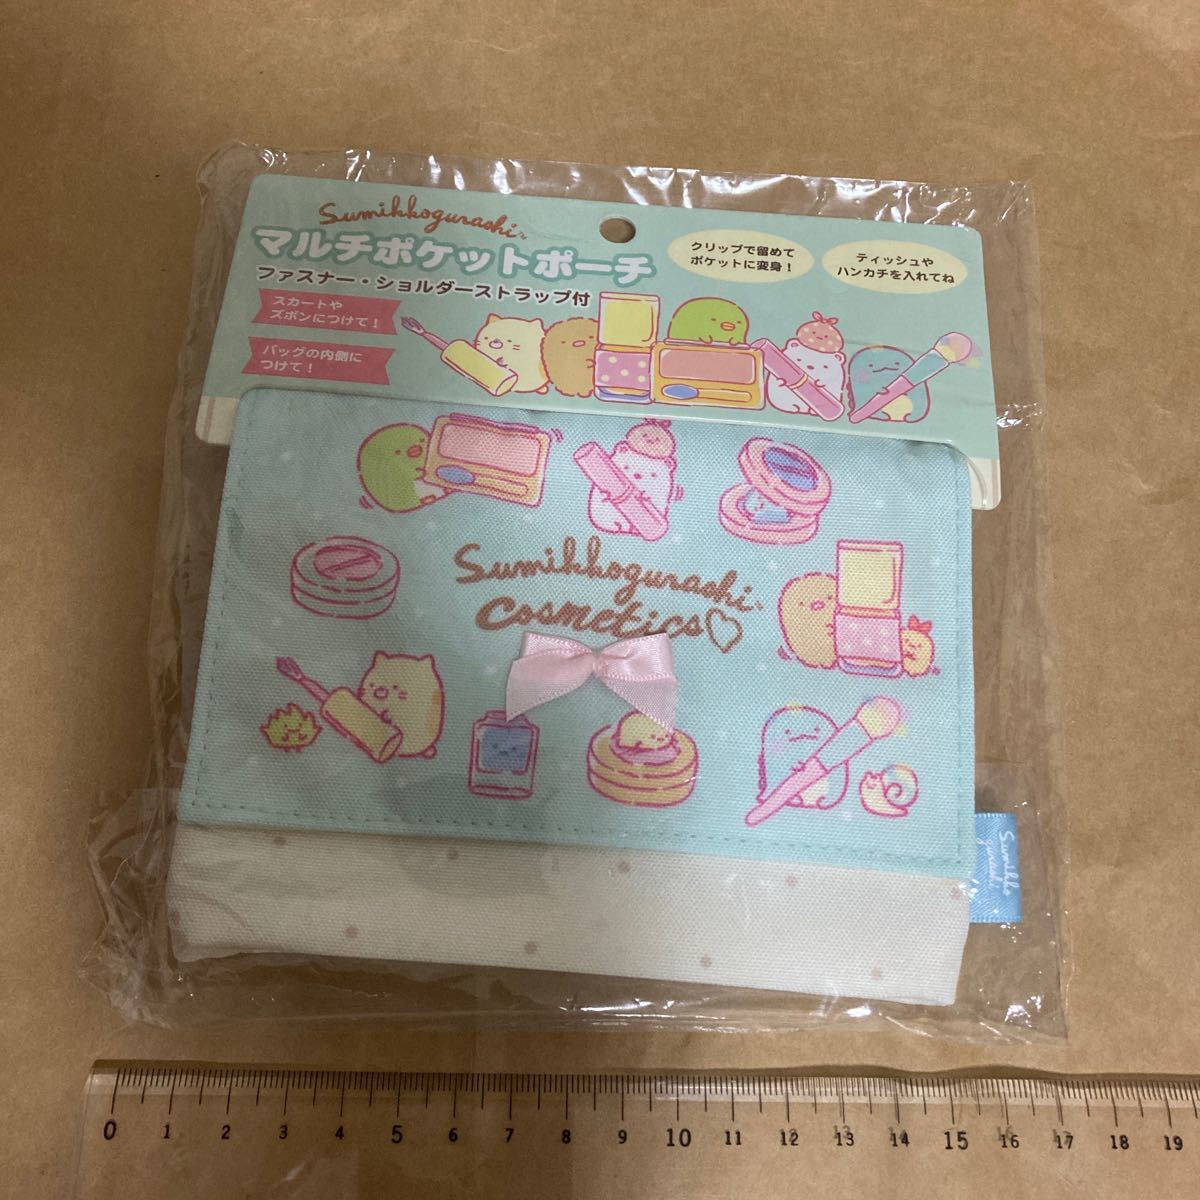 Sumikkogurashi
マルチポケットポーチ
ファスナー・ショルダーストラップ付
クリップで留めて
ポケットに変身！
ティッシュや
ハンカチを入れてね
スカートや
ズボンにつけて！
バッグの内側に
つけて！
Sumikkogurashi
cosmetics♡
Sumikko
gurashi
0 1 2 3 4 5 6 7 8 9 10 11 12 13 14 15 16 17 18 19